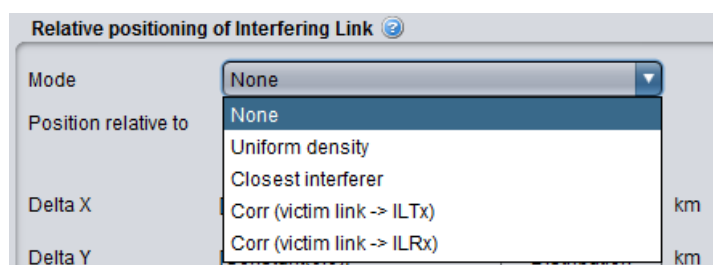 Relative positioning of Interfering Link
Mode
None
Position relative to
None
Uniform density
Closest interferer
Delta X
Corr (victim link -> ILTx)
km
Corr (victim link -> ILRx)
Delta Y
km